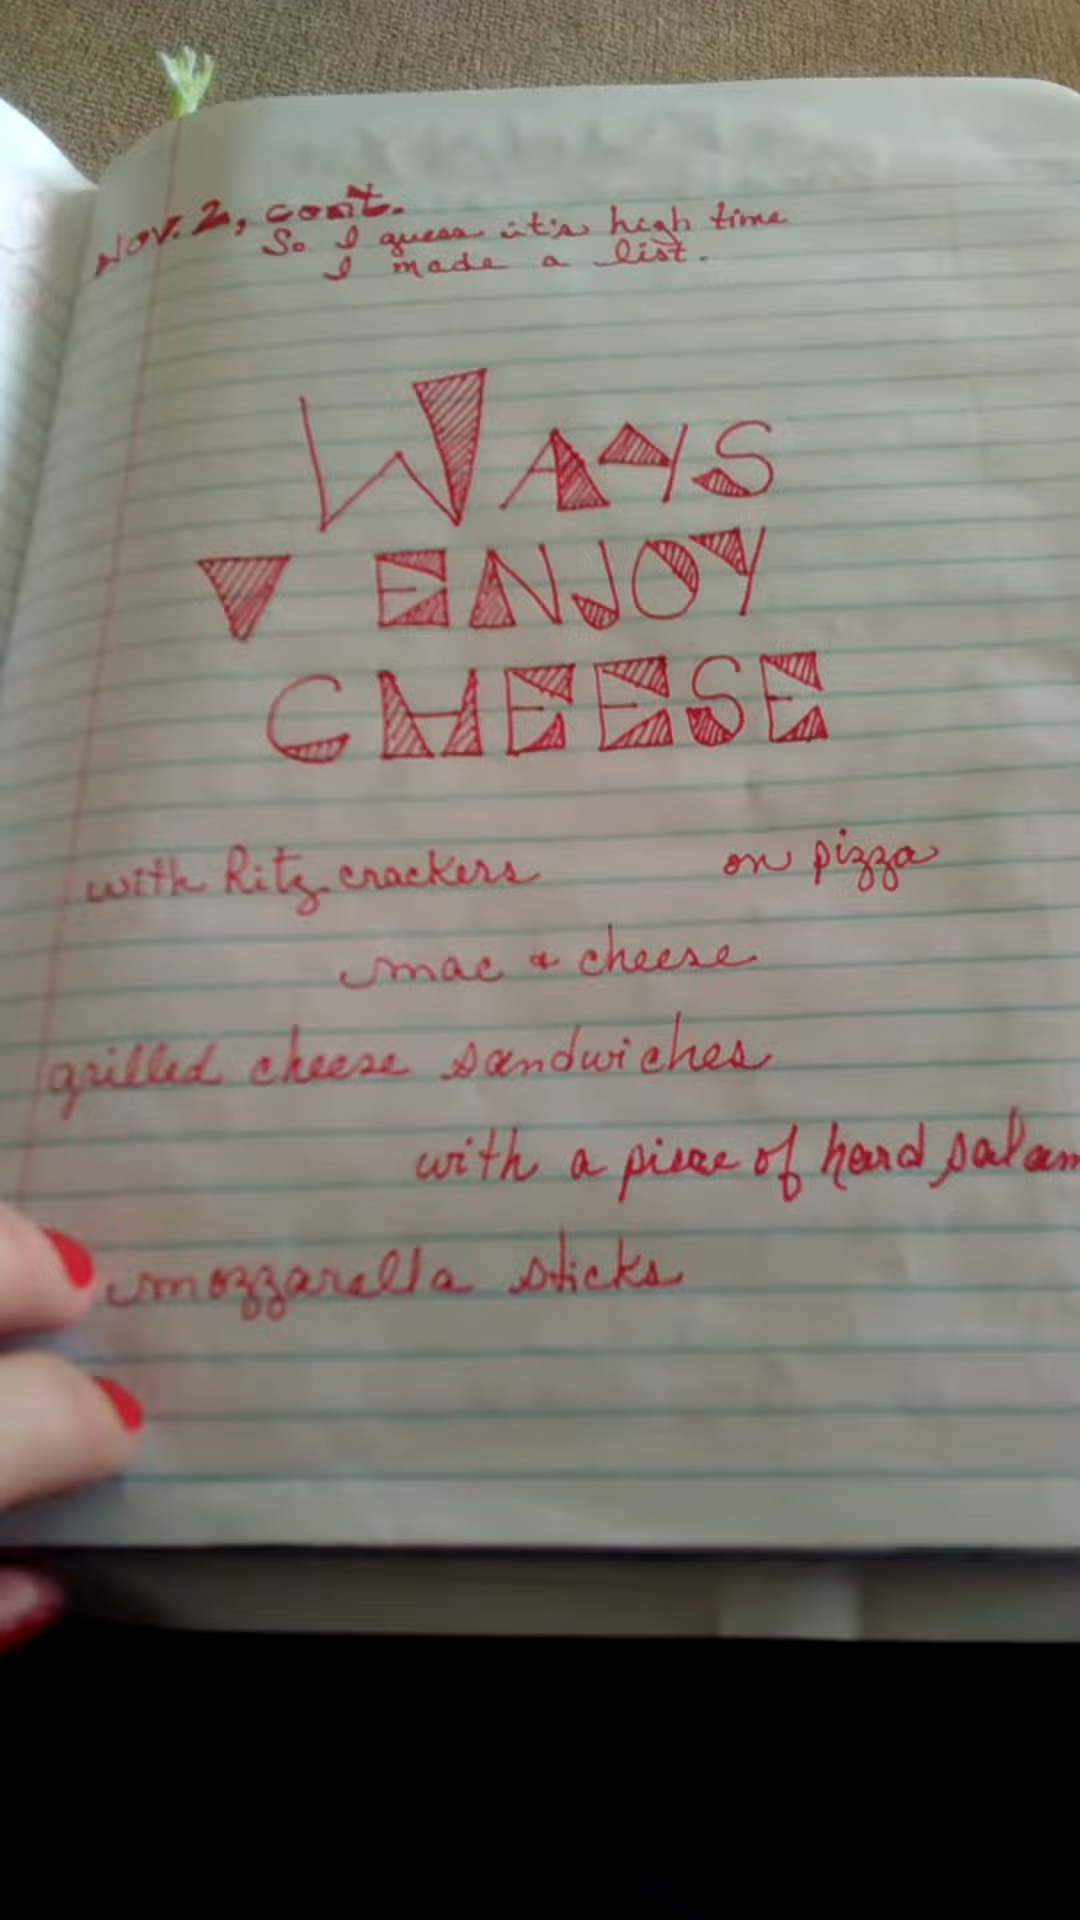 Nov. 2, cont.
So I guess it's high time
I made a list.
WAYS
I ENJOY
CHEESE
with Ritz crackers on pizza
mac & cheese
grilled cheese sandwiches
with a piece of hard salam
mozzarella sticks